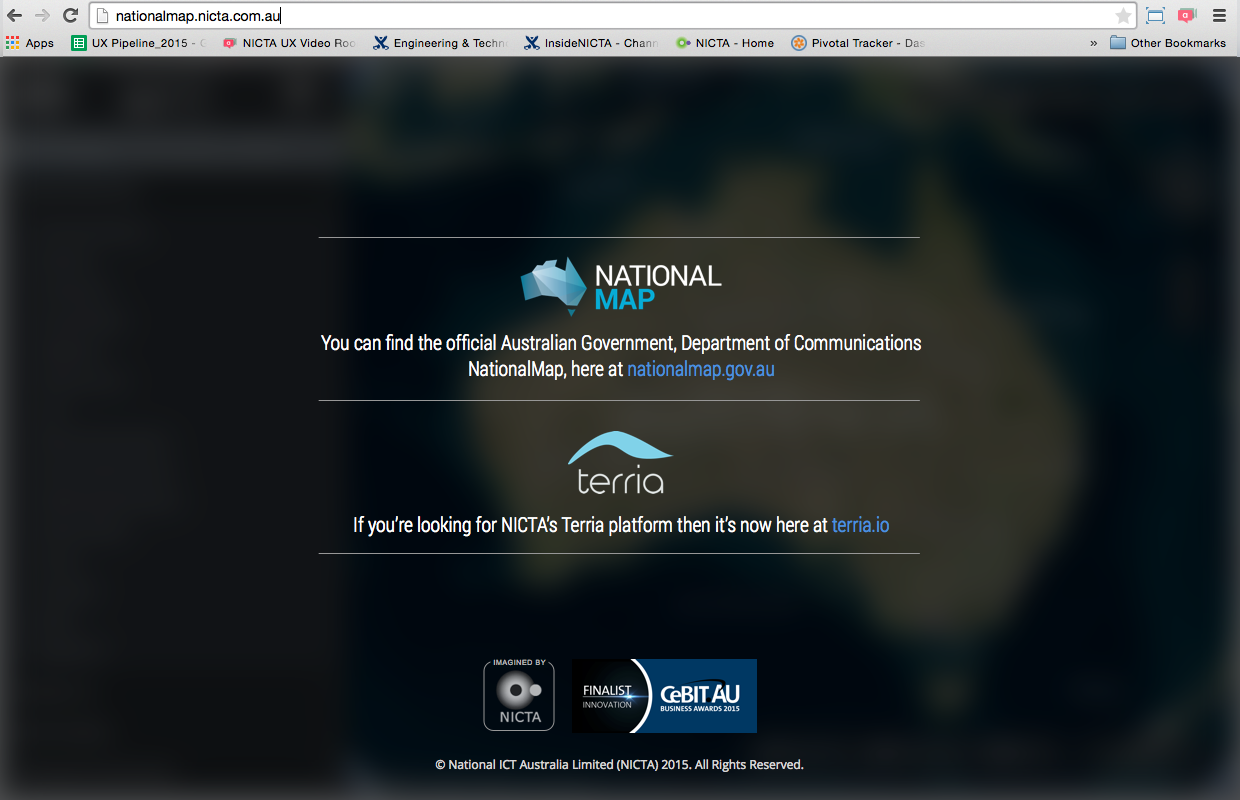 nationalmap.nicta.com.au
Apps UX Pipeline_2015 - NICTA UX Video Roo Engineering & Techn InsideNICTA - Chann NICTA - Home Pivotal Tracker - Das » Other Bookmarks
NATIONAL
MAP
You can find the official Australian Government, Department of Communications
NationalMap, here at nationalmap.gov.au
terria
If you’re looking for NICTA’s Terria platform then it’s now here at terria.io
IMAGINED BY
NICTA
FINALIST
INNOVATION
CeBIT AU
BUSINESS AWARDS 2015
© National ICT Australia Limited (NICTA) 2015. All Rights Reserved.